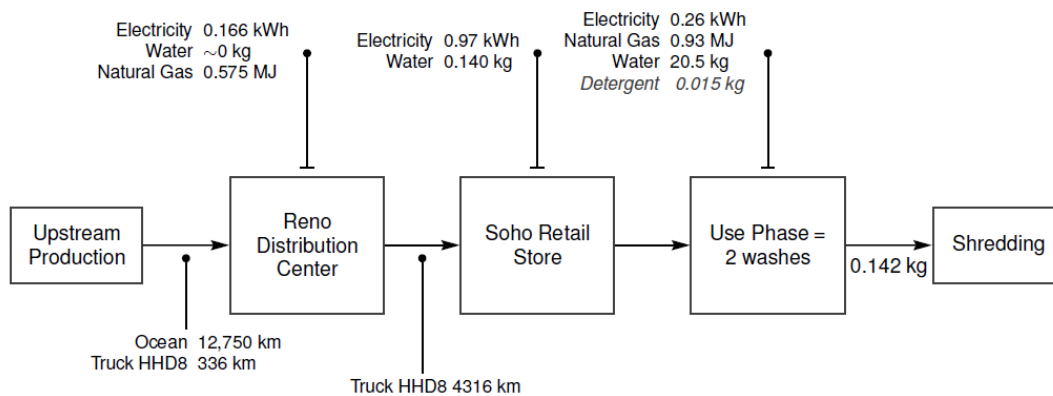 Electricity 0.166 kWh
Water ~0 kg
Natural Gas 0.575 MJ
Electricity 0.97 kWh
Water 0.140 kg
Electricity 0.26 kWh
Natural Gas 0.93 MJ
Water 20.5 kg
Detergent 0.015 kg
Upstream
Production
Reno
Distribution
Center
Soho Retail
Store
Use Phase =
2 washes
0.142 kg
Shredding
Ocean 12,750 km
Truck HHD8 336 km
Truck HHD8 4316 km